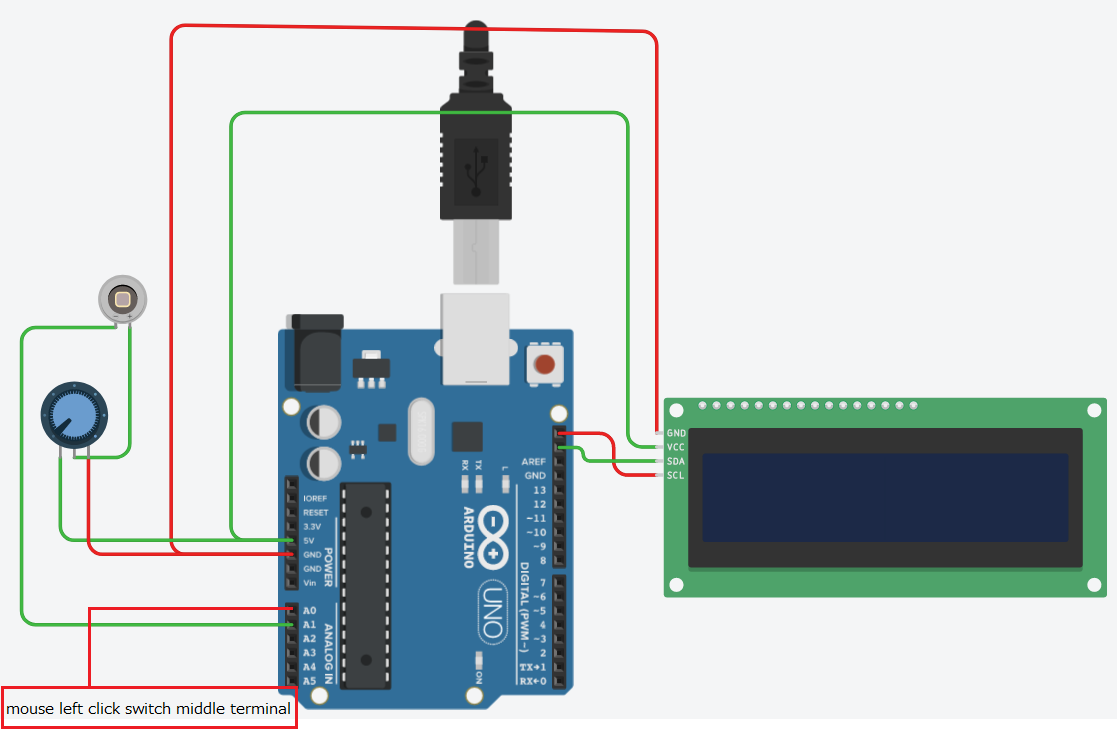 GND
VCC
SDA
SCL
AREF
GND
13
12
~11
~10
~9
8
7
~6
~5
4
~3
2
TX→1
RX←0
DIGITAL (PWM~)
RX
TX
L
ARDUINO
UNO
ON
IOREF
RESET
3.3V
5V
GND
GND
Vin
POWER
A0
A1
A2
A3
A4
A5
ANALOG IN
mouse left click switch middle terminal